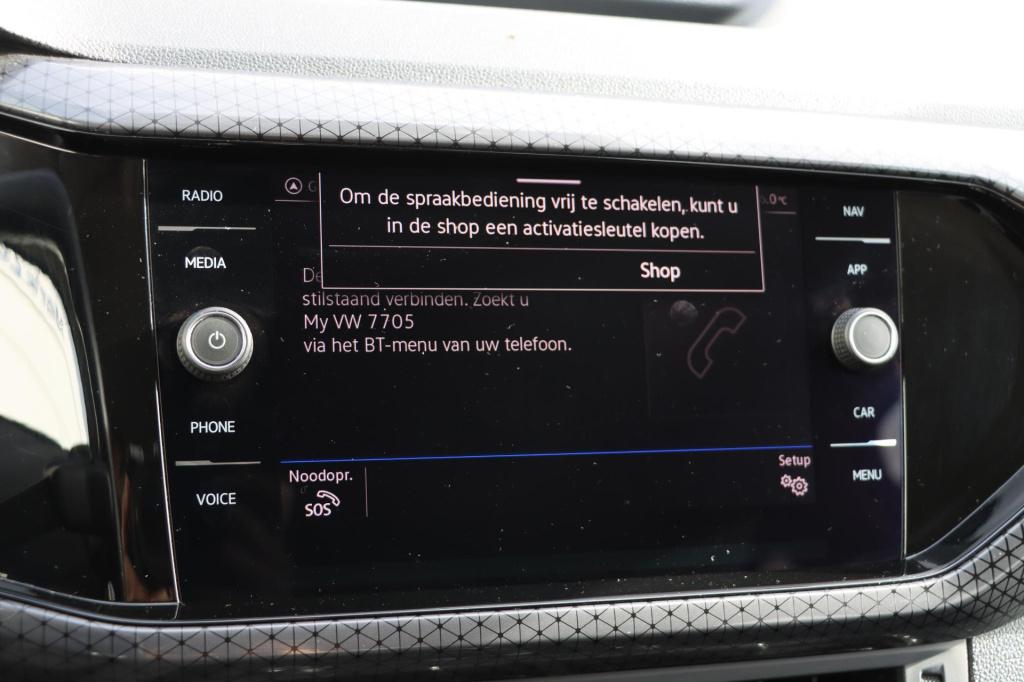 RADIO
MEDIA
PHONE
VOICE
Om de spraakbediening vrij te schakelen, kunt u
in de shop een activatiesleutel kopen.
Shop
De
stilstaand verbinden. Zoekt u
My VW 7705
via het BT-menu van uw telefoon.
Noodopr.
SOS
Setup
.0°C
NAV
APP
CAR
MENU